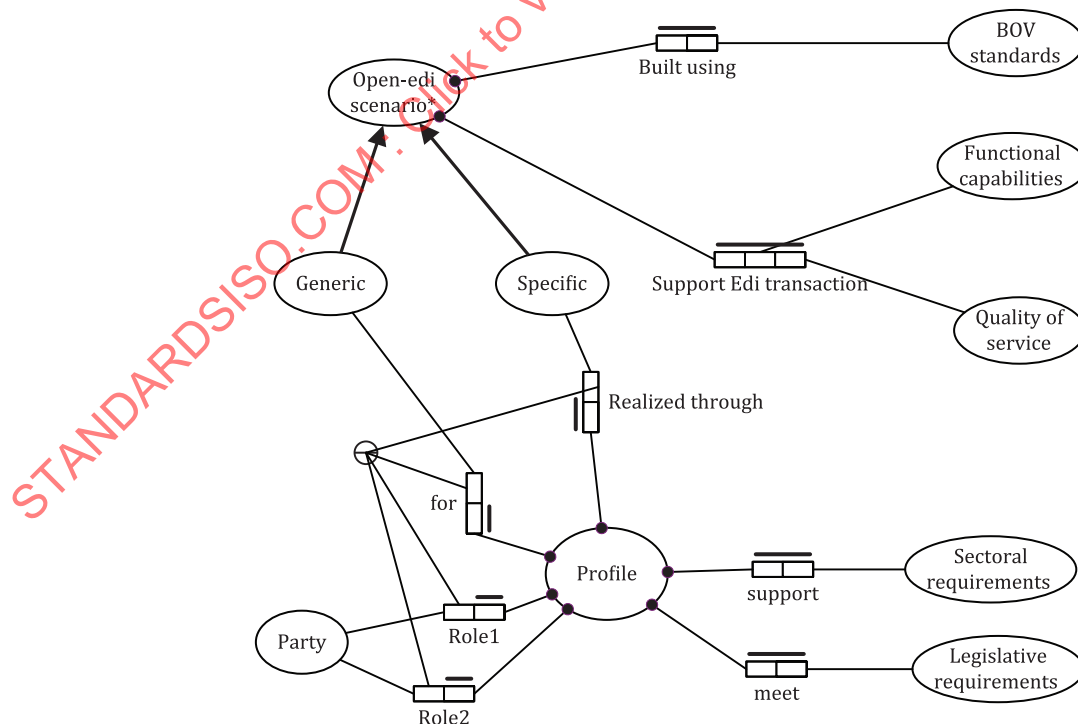 BOV
standards
Built using
Open-edi
scenario*
Functional
capabilities
Generic
Specific
Support Edi transaction
Quality of
service
Realized through
for
Profile
Sectoral
requirements
support
Party
Role1
Legislative
requirements
meet
Role2
STANDARDSISO.COM : Click to v